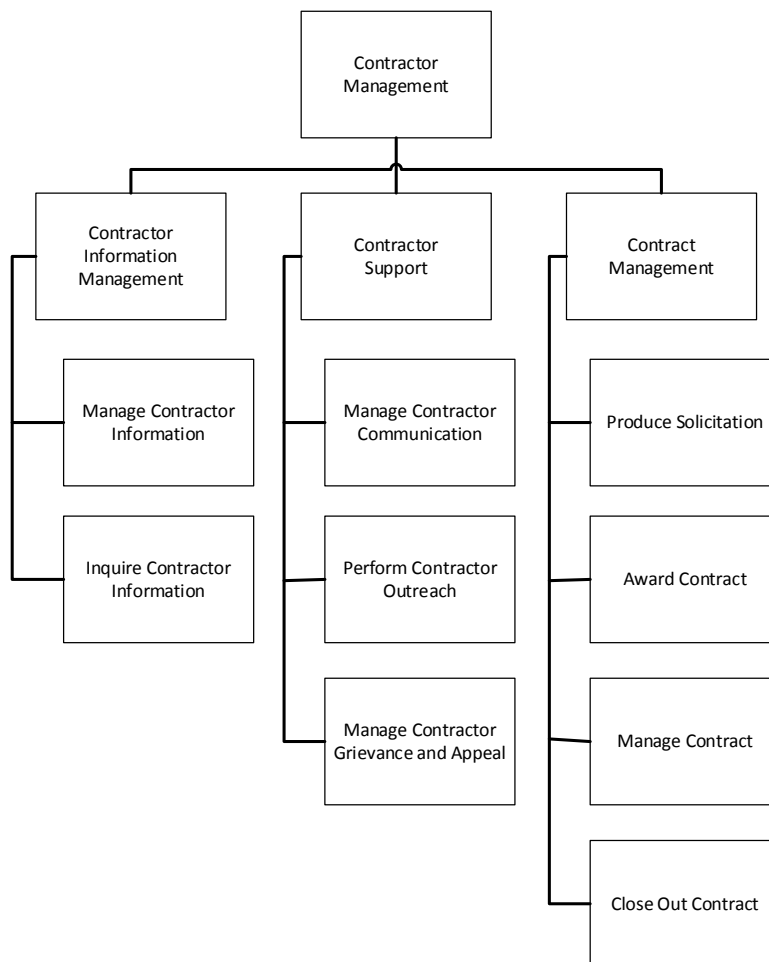 Contractor
Management
Contractor
Information
Management
Contractor
Support
Contract
Management
Manage Contractor
Information
Manage Contractor
Communication
Produce Solicitation
Inquire Contractor
Information
Perform Contractor
Outreach
Award Contract
Manage Contractor
Grievance and Appeal
Manage Contract
Close Out Contract